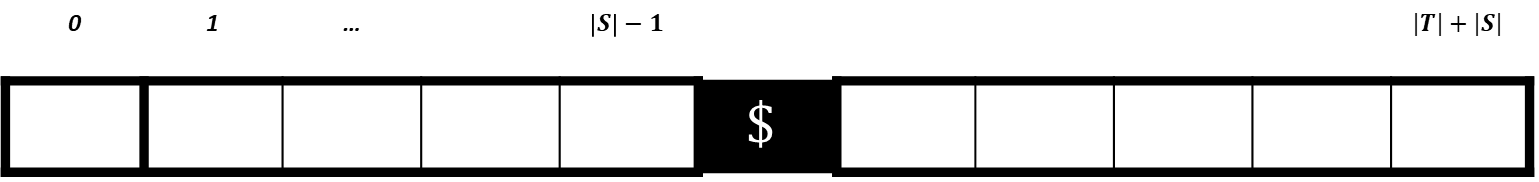 0 1 ... |S| − 1 |T| + |S|
$